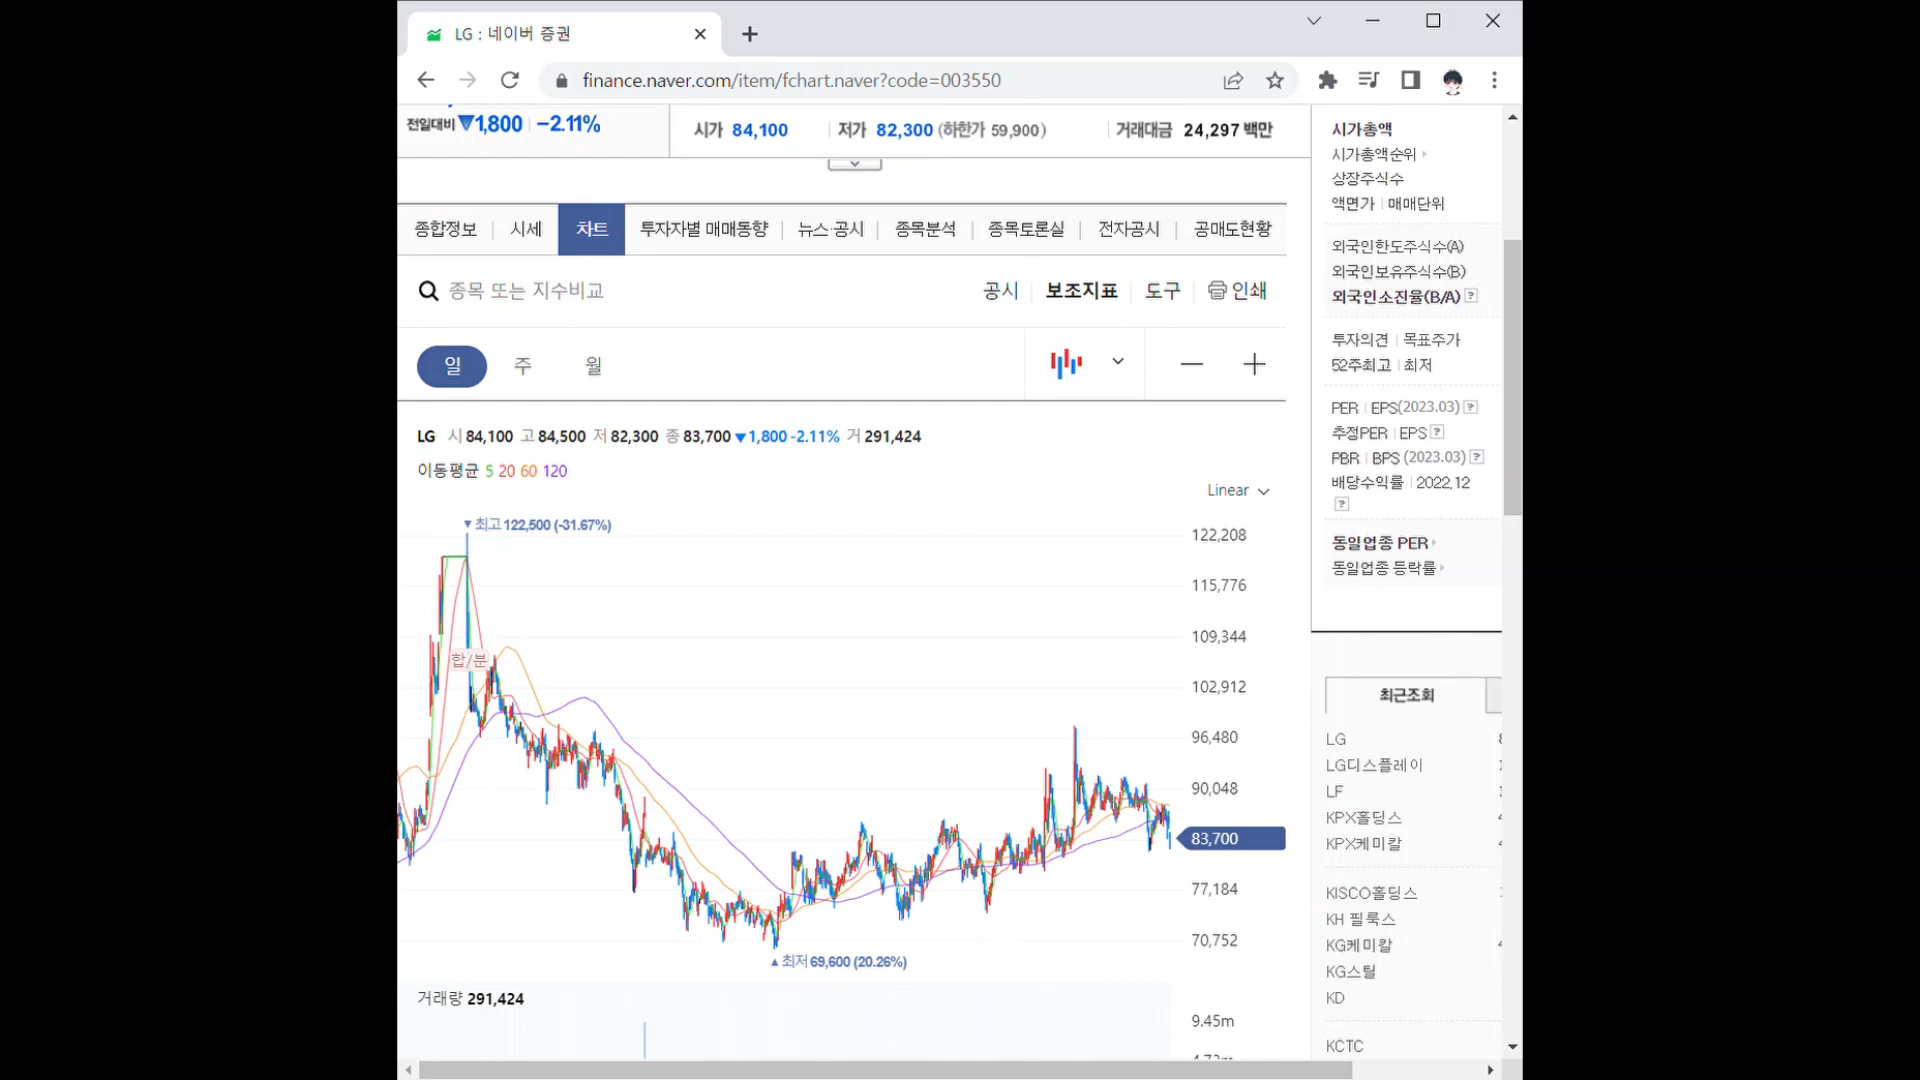 LG : 네이버 증권
finance.naver.com/item/fchart.naver?code=003550
전일대비 ▼1,800 −2.11%
시가 84,100 저가 82,300 (하한가 59,900) 거래대금 24,297 백만
종합정보 시세 차트 투자자별 매매동향 뉴스·공시 종목분석 종목토론실 전자공시 공매도현황
종목 또는 지수비교 공시 보조지표 도구 인쇄
일 주 월
LG 시 84,100 고 84,500 저 82,300 종 83,700 ▼1,800 -2.11% 거 291,424
이동평균 5 20 60 120
Linear
▼최고 122,500 (-31.67%)
122,208
115,776
109,344
합/분
102,912
96,480
90,048
83,700
77,184
70,752
▲최저 69,600 (20.26%)
거래량 291,424
9.45m
시가총액
시가총액순위
상장주식수
액면가 매매단위
외국인한도주식수(A)
외국인보유주식수(B)
외국인소진율(B/A) ?
투자의견 목표주가
52주최고 최저
PER EPS(2023.03) ?
추정PER EPS ?
PBR BPS (2023.03) ?
배당수익률 2022.12
?
동일업종 PER
동일업종 등락률
최근조회
LG
LG디스플레이
LF
KPX홀딩스
KPX케미칼
KISCO홀딩스
KH 필룩스
KG케미칼
KG스틸
KD
KCTC